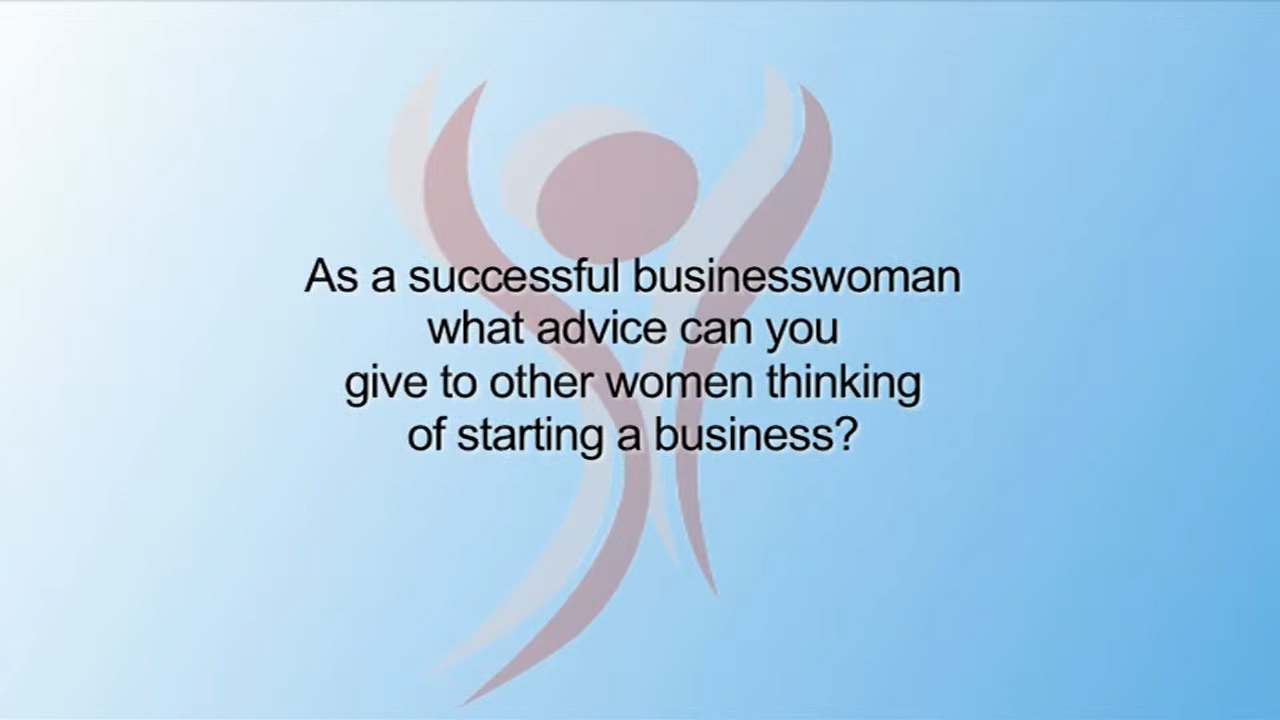 As a successful businesswoman
what advice can you
give to other women thinking
of starting a business?